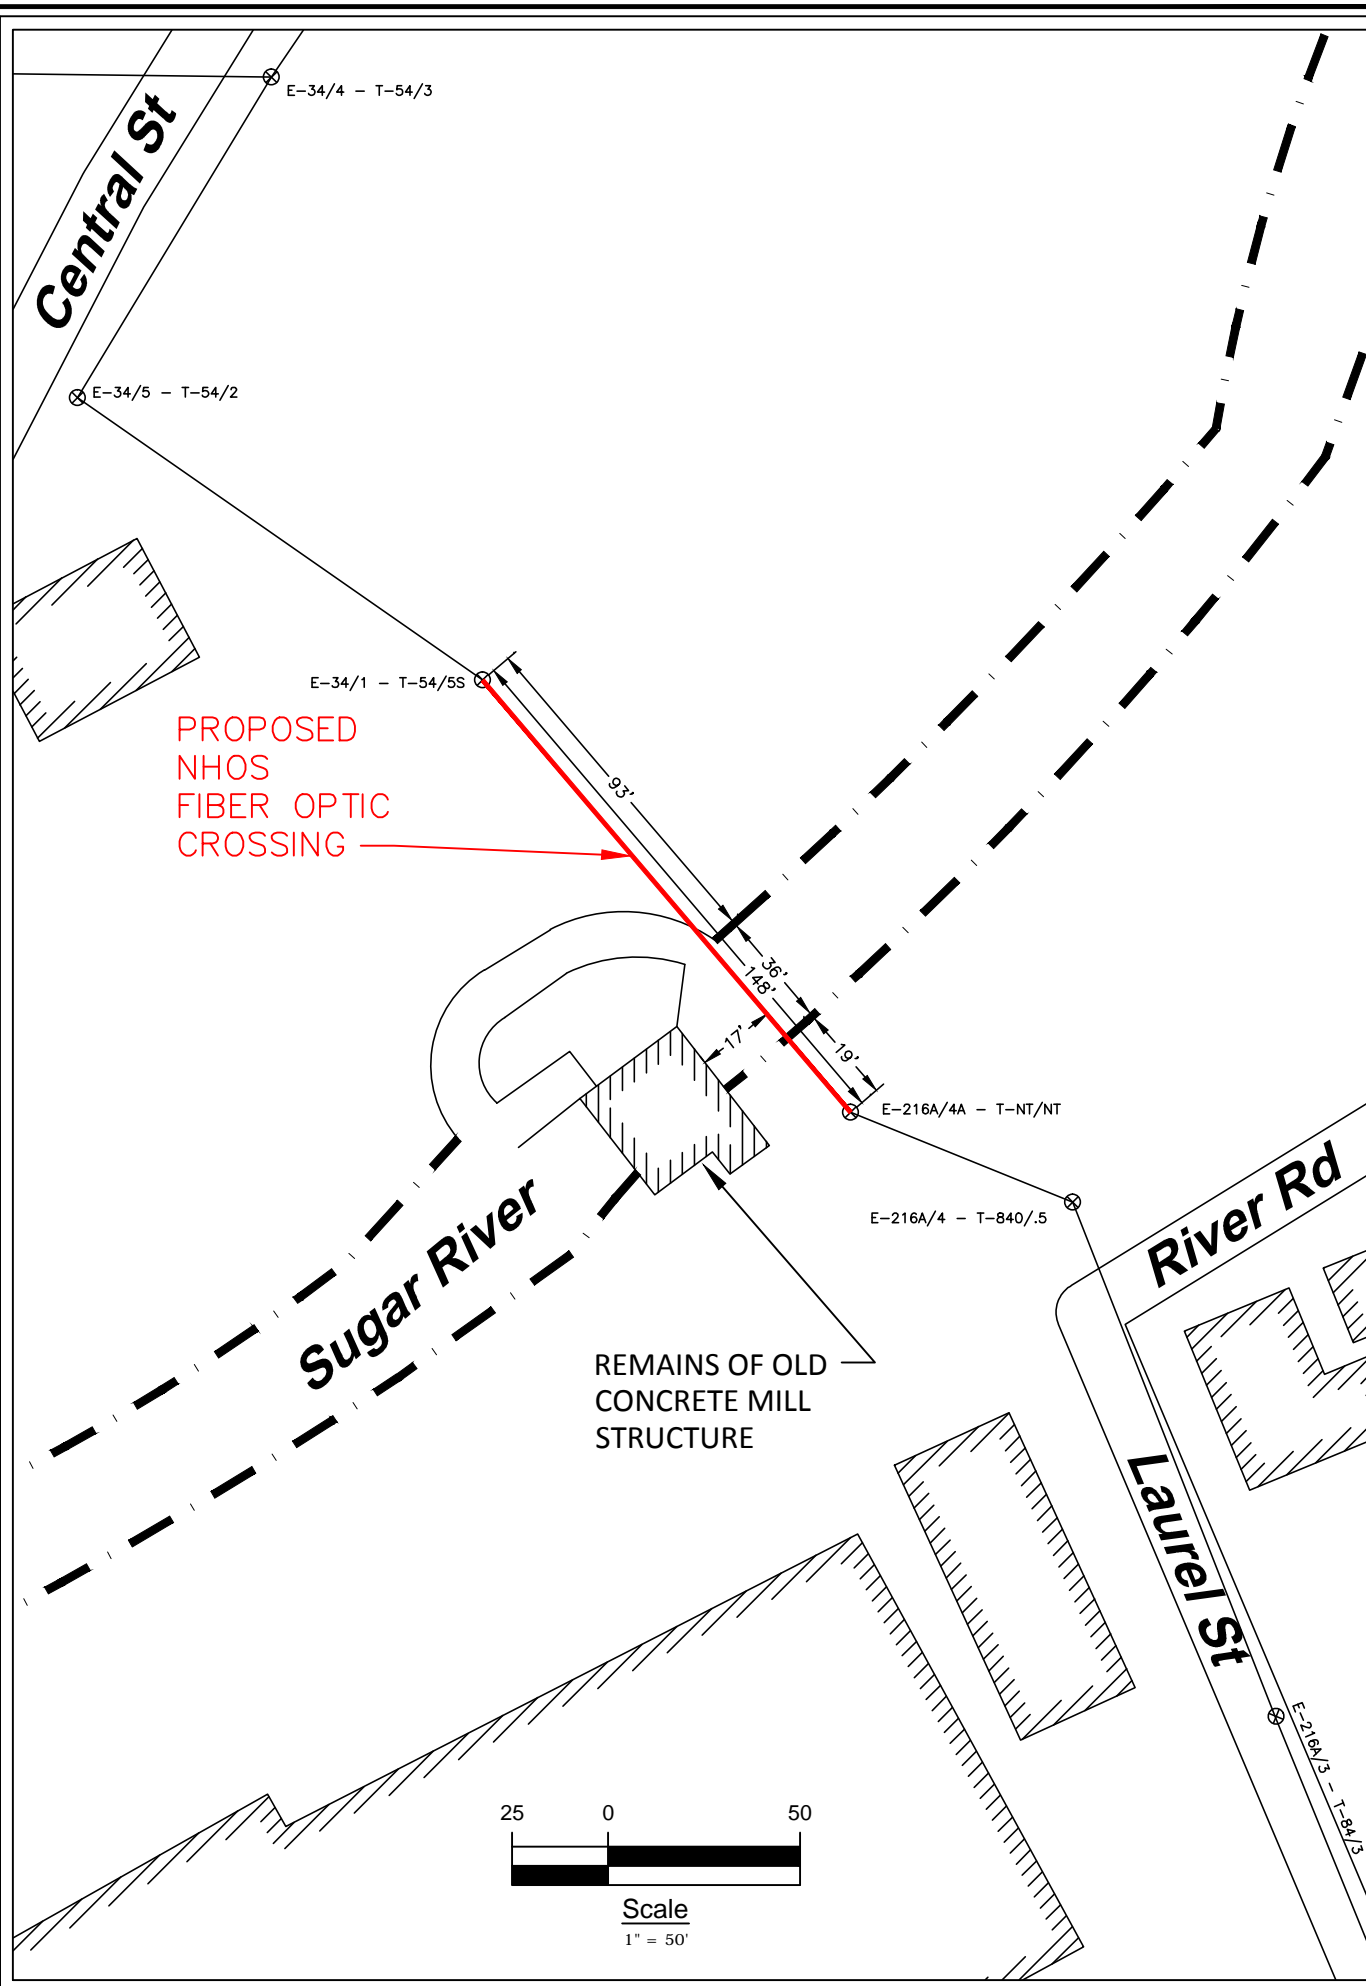 E-34/4 - T-54/3
Central St
E-34/5 - T-54/2
E-34/1 - T-54/5S
PROPOSED
NHOS
FIBER OPTIC
CROSSING
93'
36'
148'
17'
19'
E-216A/4A - T-NT/NT
E-216A/4 - T-840/.5
River Rd
Sugar River
REMAINS OF OLD
CONCRETE MILL
STRUCTURE
Laurel St
E-216A/3 - T-84/3
25 0 50
Scale
1" = 50'